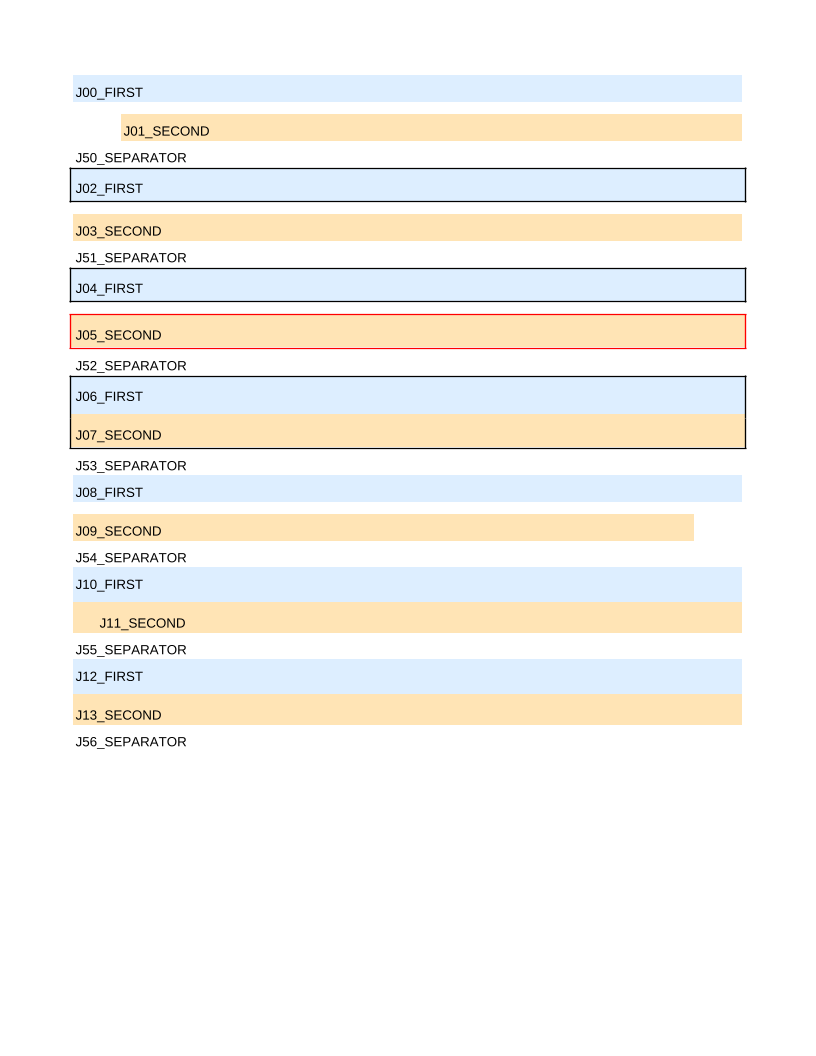 J00_FIRST
J01_SECOND
J50_SEPARATOR
J02_FIRST
J03_SECOND
J51_SEPARATOR
J04_FIRST
J05_SECOND
J52_SEPARATOR
J06_FIRST
J07_SECOND
J53_SEPARATOR
J08_FIRST
J09_SECOND
J54_SEPARATOR
J10_FIRST
J11_SECOND
J55_SEPARATOR
J12_FIRST
J13_SECOND
J56_SEPARATOR